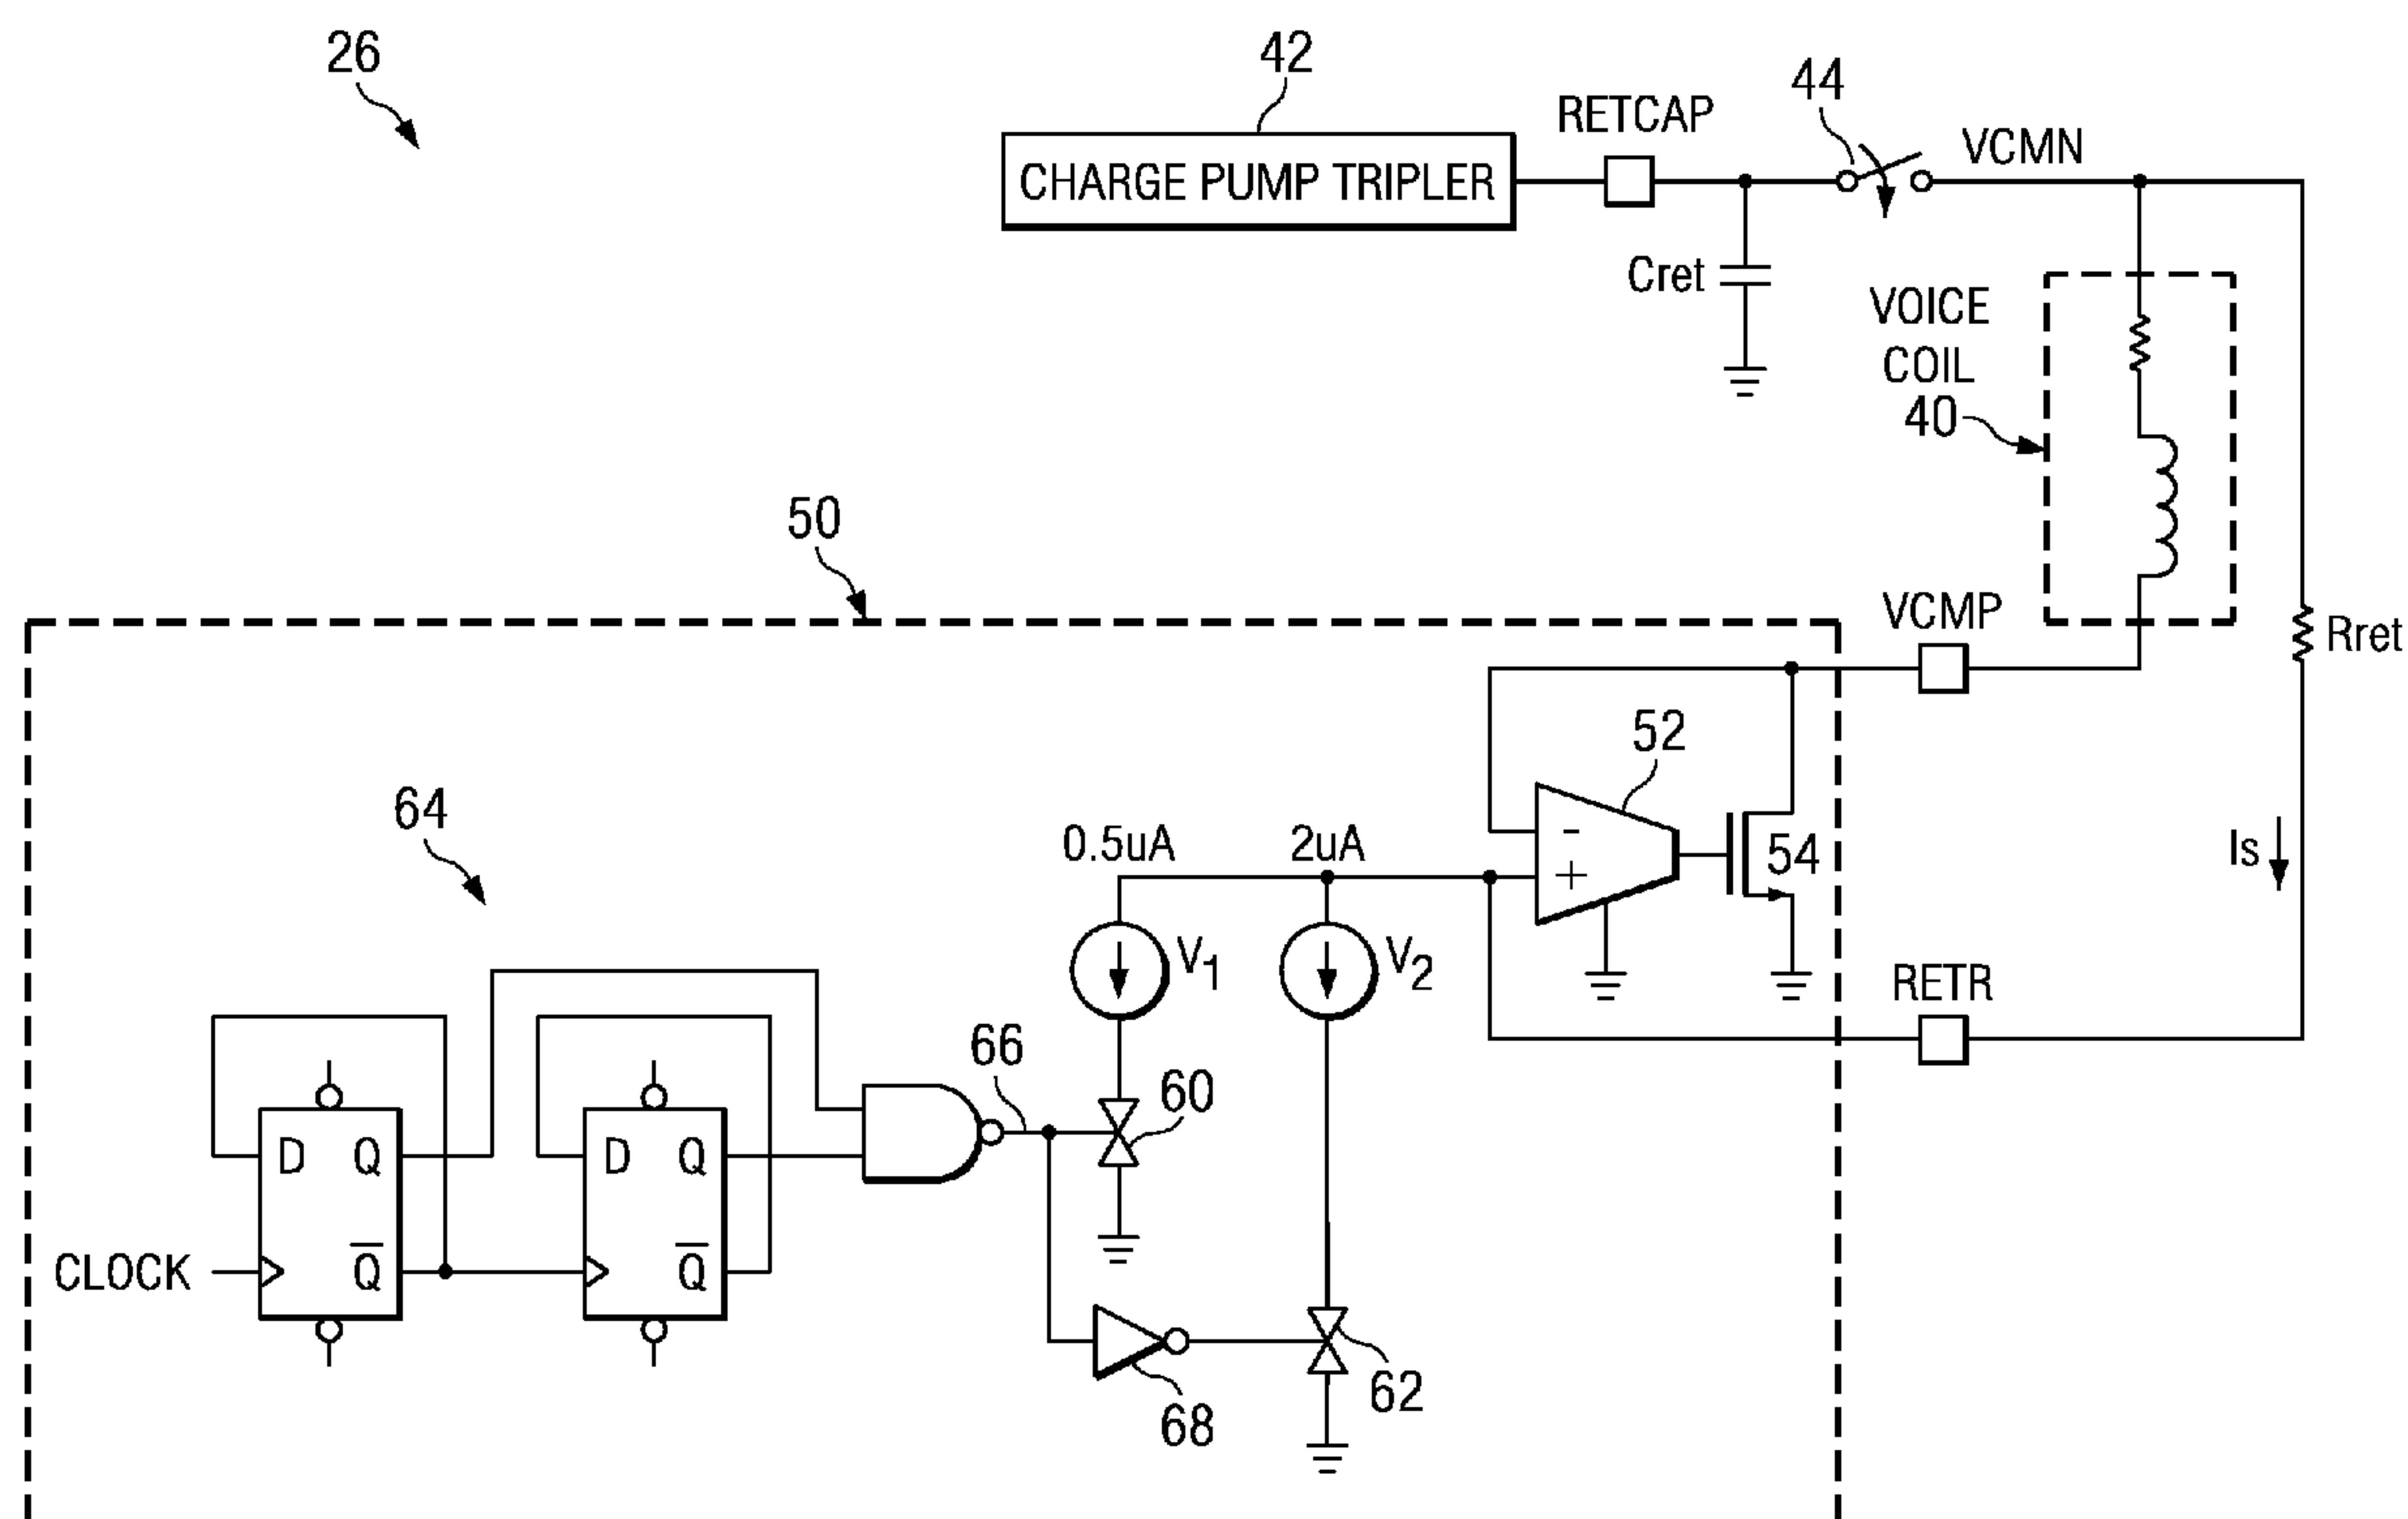 26
42
CHARGE PUMP TRIPLER
RETCAP
44
VCMN
Cret
VOICE
COIL
40
50
VCMP
Rret
52
64
0.5uA
2uA
-
+
54
Is
V1
V2
RETR
66
60
D Q
D Q
CLOCK
Q̅
Q̅
68
62